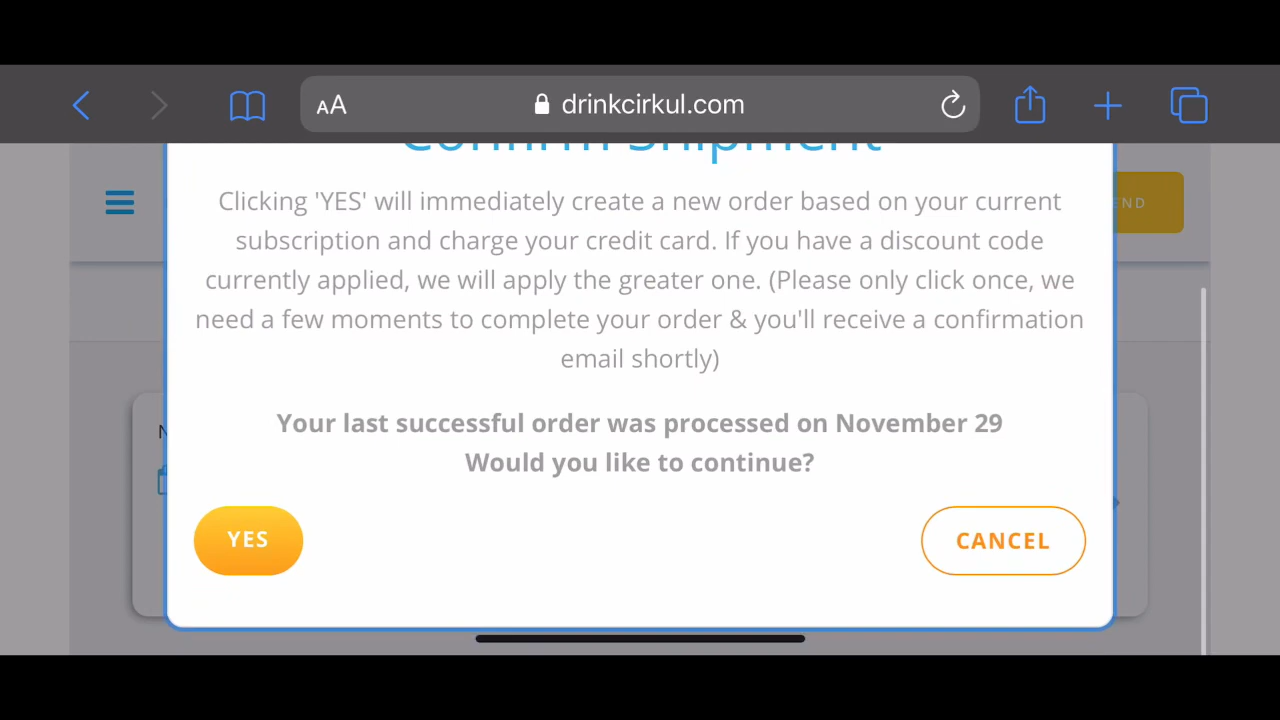 AA drinkcirkul.com
Confirm Shipment
END
Clicking 'YES' will immediately create a new order based on your current
subscription and charge your credit card. If you have a discount code
currently applied, we will apply the greater one. (Please only click once, we
need a few moments to complete your order & you'll receive a confirmation
email shortly)
Your last successful order was processed on November 29
Would you like to continue?
YES
CANCEL